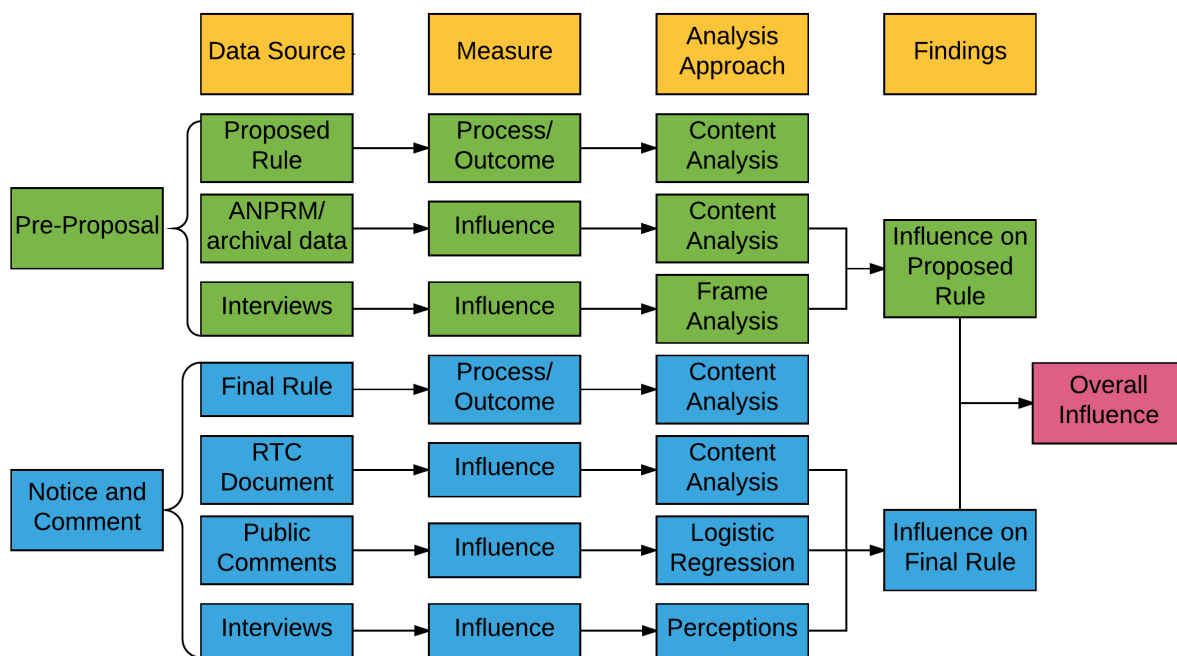 Data Source
Measure
Analysis
Approach
Findings
Pre-Proposal
Proposed
Rule
Process/
Outcome
Content
Analysis
ANPRM/
archival data
Influence
Content
Analysis
Interviews
Influence
Frame
Analysis
Influence on
Proposed
Rule
Notice and
Comment
Final Rule
Process/
Outcome
Content
Analysis
RTC
Document
Influence
Content
Analysis
Public
Comments
Influence
Logistic
Regression
Interviews
Influence
Perceptions
Influence on
Final Rule
Overall
Influence